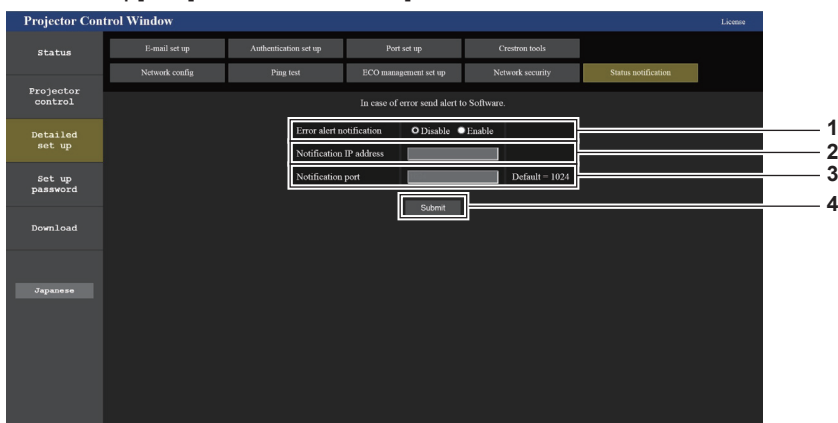 Projector Control Window
License
Status
E-mail set up
Authentication set up
Port set up
Crestron tools
Network config
Ping test
ECO management set up
Network security
Status notification
Projector
control
In case of error send alert to Software.
Detailed
set up
Error alert notification Disable Enable
1
Notification IP address
2
Notification port Default = 1024
3
Set up
password
Submit
4
Download
Japanese